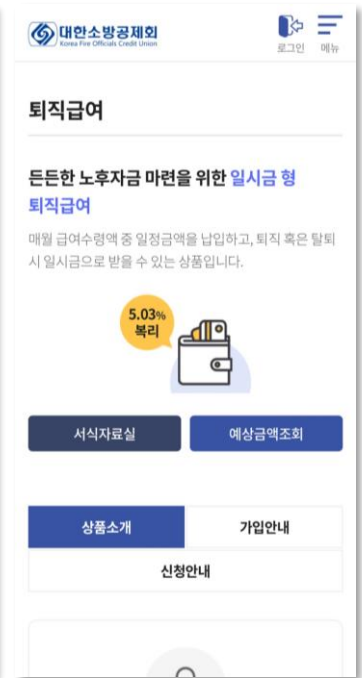 대한소방공제회
Korea Fire Officials Credit Union
로그인 메뉴
퇴직급여
든든한 노후자금 마련을 위한 일시금 형
퇴직급여
매월 급여수령액 중 일정금액을 납입하고, 퇴직 혹은 탈퇴
시 일시금으로 받을 수 있는 상품입니다.
5.03%
복리
서식자료실 예상금액조회
상품소개 가입안내
신청안내